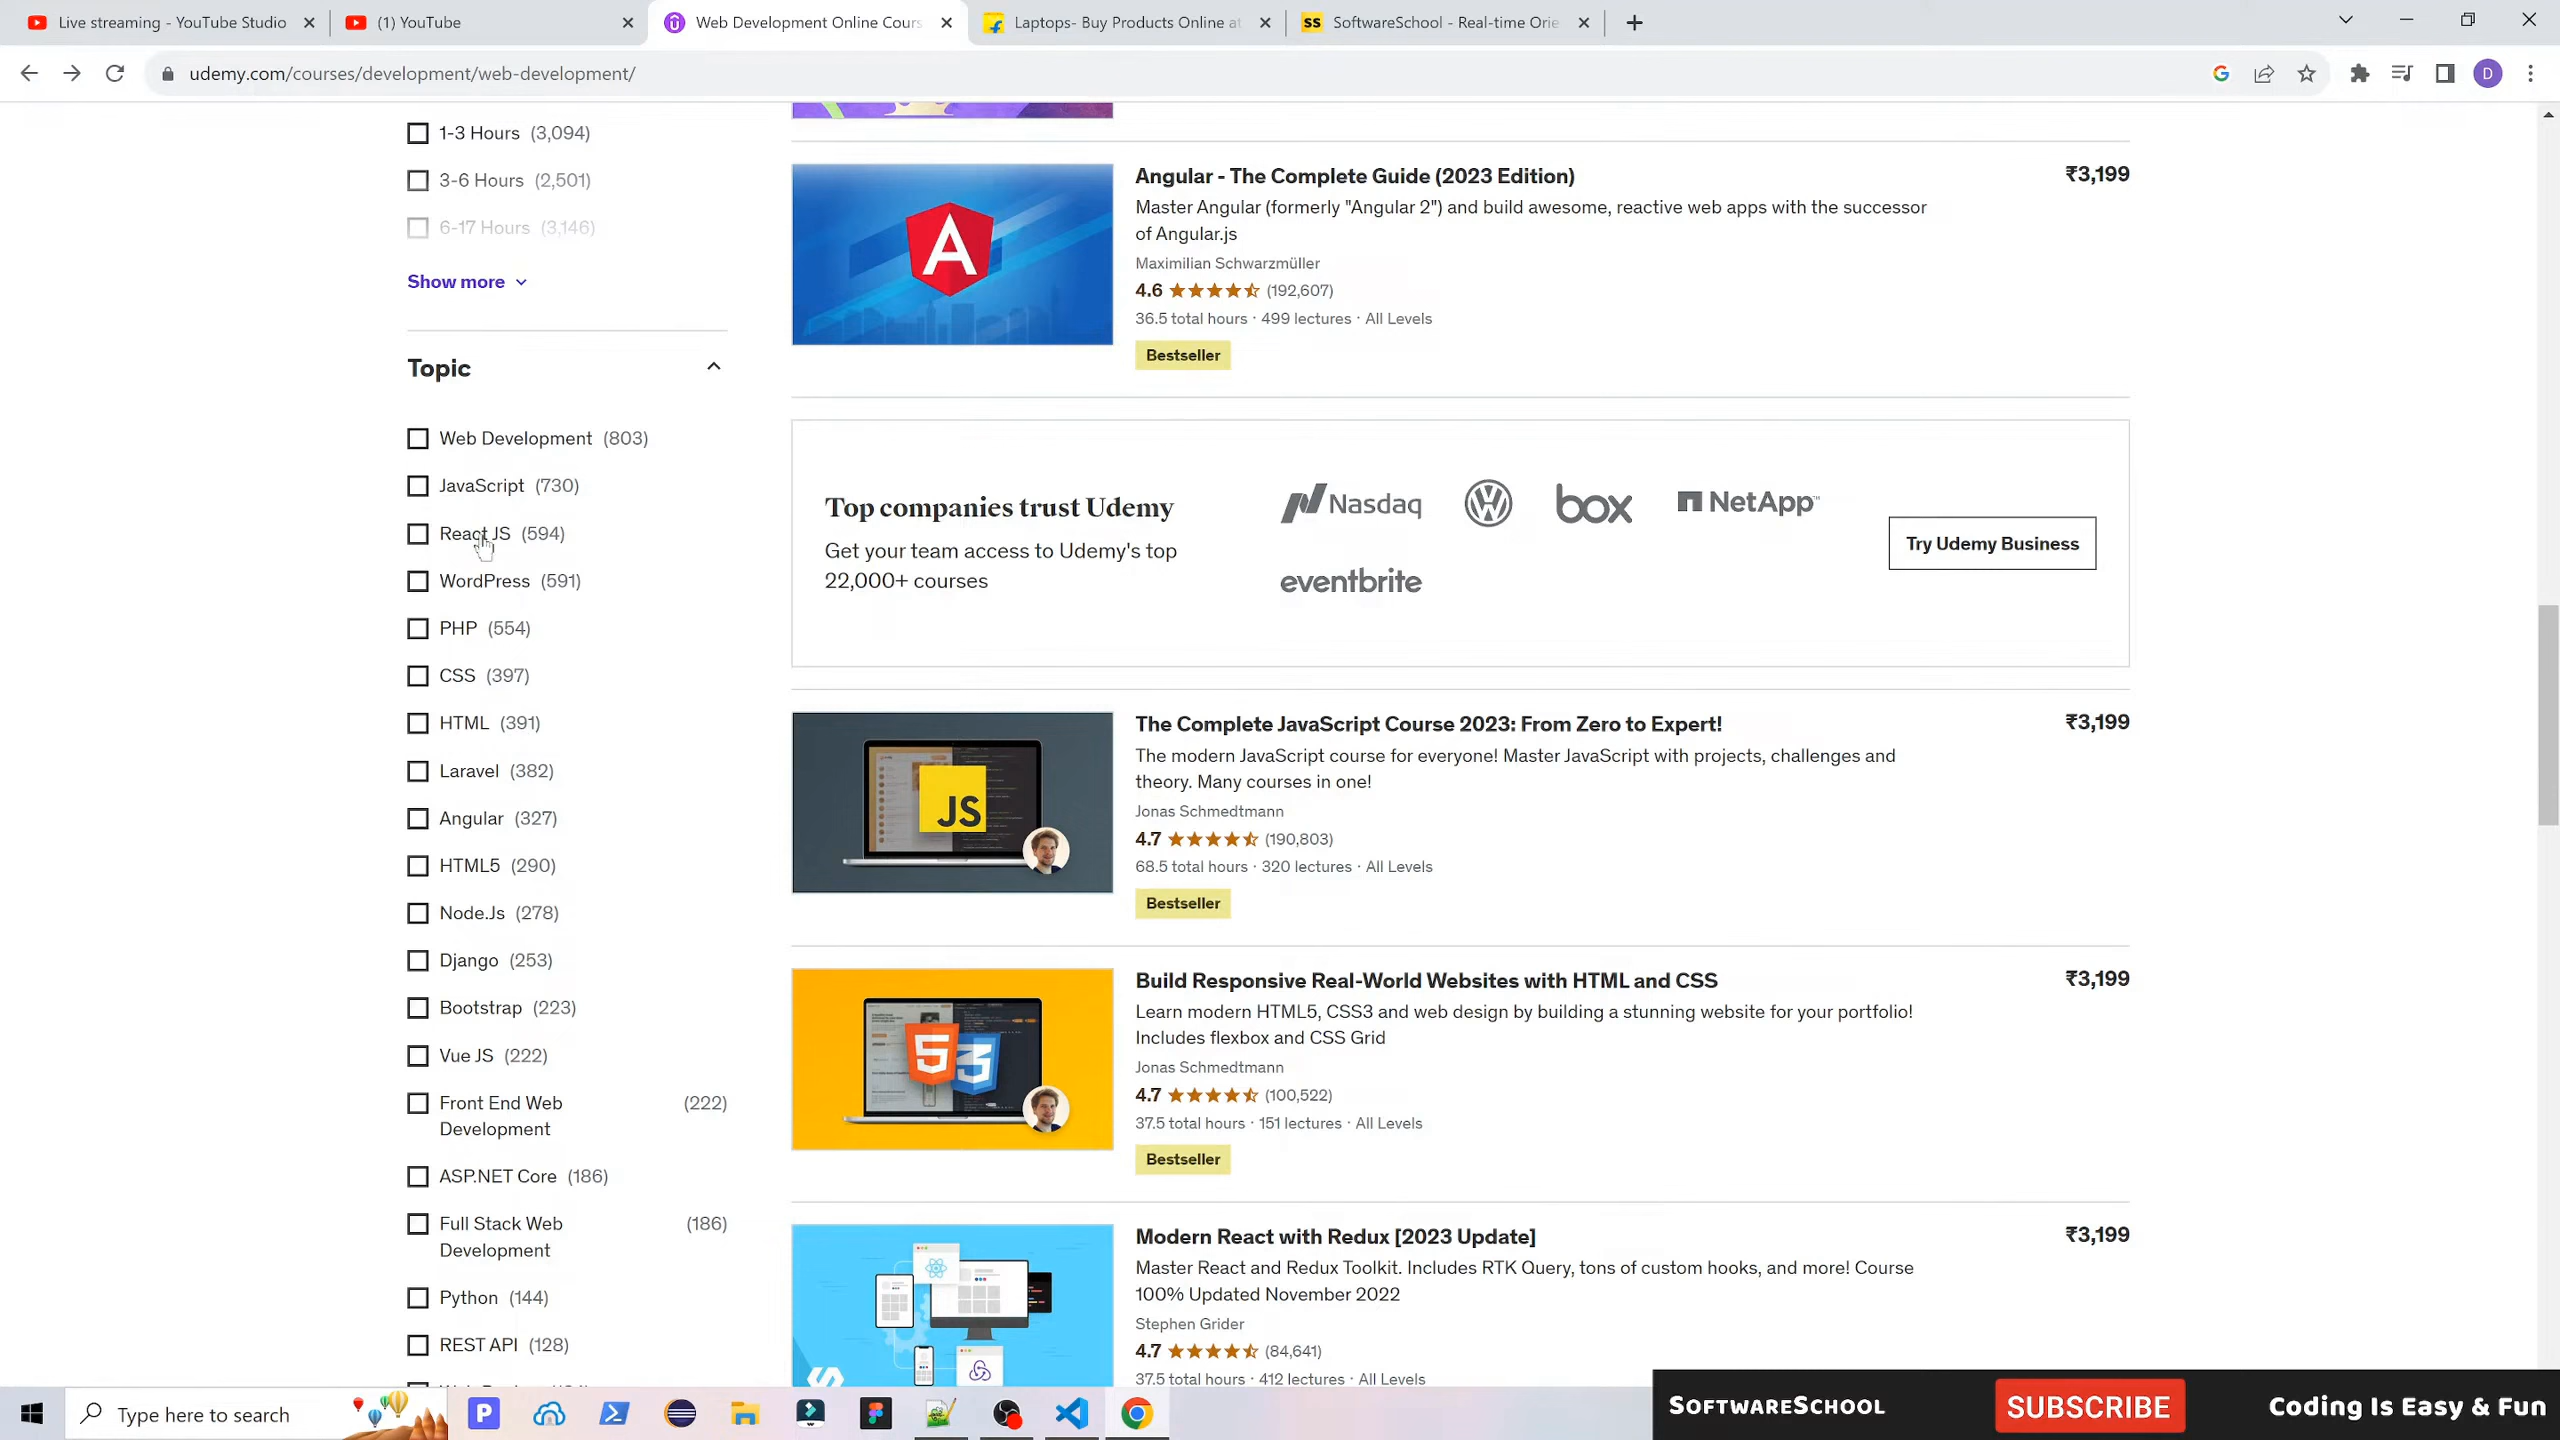 Live streaming - YouTube Studio
(1) YouTube
Web Development Online Cours
Laptops- Buy Products Online at
SS SoftwareSchool - Real-time Orie
udemy.com/courses/development/web-development/
D
1-3 Hours (3,094)
3-6 Hours (2,501)
6-17 Hours (3,146)
Show more
Topic
Web Development (803)
JavaScript (730)
React JS (594)
WordPress (591)
PHP (554)
CSS (397)
HTML (391)
Laravel (382)
Angular (327)
HTML5 (290)
Node.Js (278)
Django (253)
Bootstrap (223)
Vue JS (222)
Front End Web (222)
Development
ASP.NET Core (186)
Full Stack Web (186)
Development
Python (144)
REST API (128)
A
Angular - The Complete Guide (2023 Edition)
₹3,199
Master Angular (formerly "Angular 2") and build awesome, reactive web apps with the successor
of Angular.js
Maximilian Schwarzmüller
4.6 (192,607)
36.5 total hours · 499 lectures · All Levels
Bestseller
Top companies trust Udemy
Get your team access to Udemy's top
22,000+ courses
Nasdaq
box
NetApp
eventbrite
Try Udemy Business
JS
The Complete JavaScript Course 2023: From Zero to Expert!
₹3,199
The modern JavaScript course for everyone! Master JavaScript with projects, challenges and
theory. Many courses in one!
Jonas Schmedtmann
4.7 (190,803)
68.5 total hours · 320 lectures · All Levels
Bestseller
5 3
Build Responsive Real-World Websites with HTML and CSS
₹3,199
Learn modern HTML5, CSS3 and web design by building a stunning website for your portfolio!
Includes flexbox and CSS Grid
Jonas Schmedtmann
4.7 (100,522)
37.5 total hours · 151 lectures · All Levels
Bestseller
Modern React with Redux [2023 Update]
₹3,199
Master React and Redux Toolkit. Includes RTK Query, tons of custom hooks, and more! Course
100% Updated November 2022
Stephen Grider
4.7 (84,641)
37.5 total hours · 412 lectures · All Levels
Type here to search
P
SOFTWARESCHOOL
SUBSCRIBE
Coding Is Easy & Fun